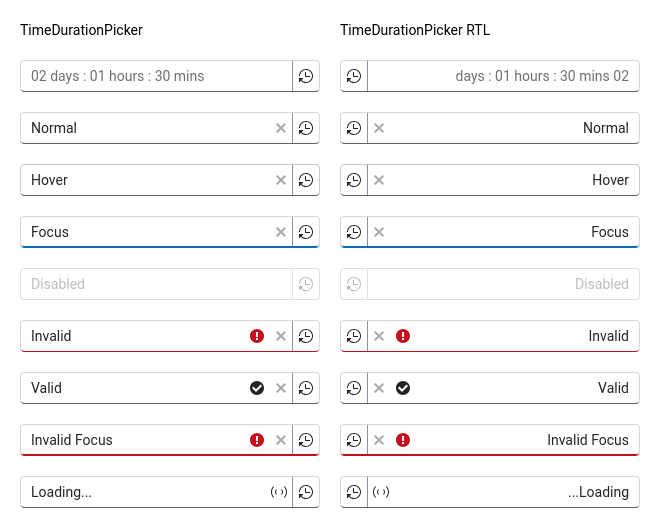 TimeDurationPicker
TimeDurationPicker RTL
02 days : 01 hours : 30 mins
days : 01 hours : 30 mins 02
Normal
Normal
Hover
Hover
Focus
Focus
Disabled
Disabled
Invalid
Invalid
Valid
Valid
Invalid Focus
Invalid Focus
Loading...
...Loading